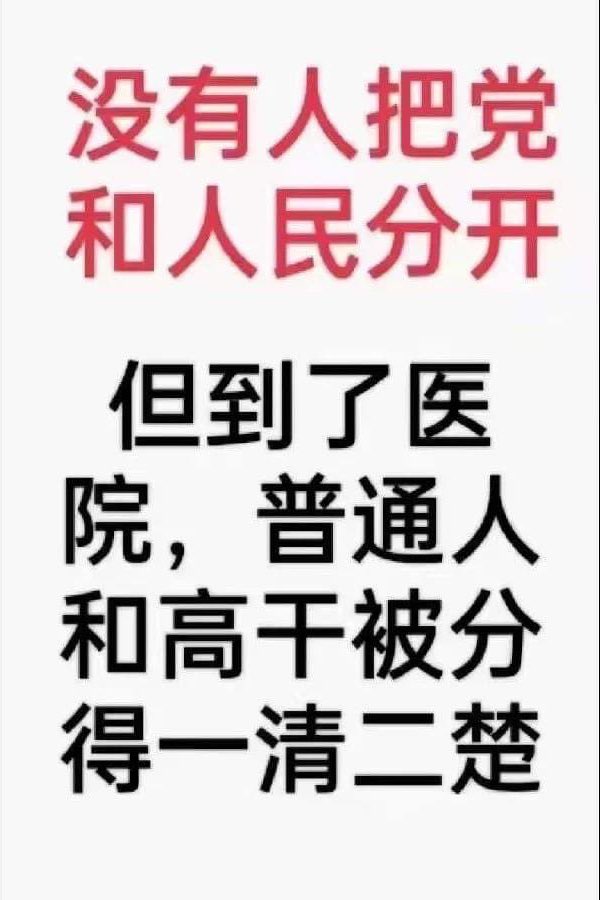 没有人把党
和人民分开
但到了医
院，普通人
和高干被分
得一清二楚